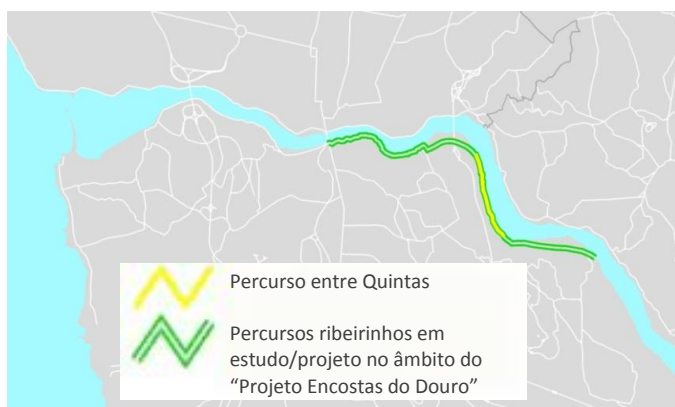 Percurso entre Quintas
Percursos ribeirinhos em
estudo/projeto no âmbito do
“Projeto Encostas do Douro”